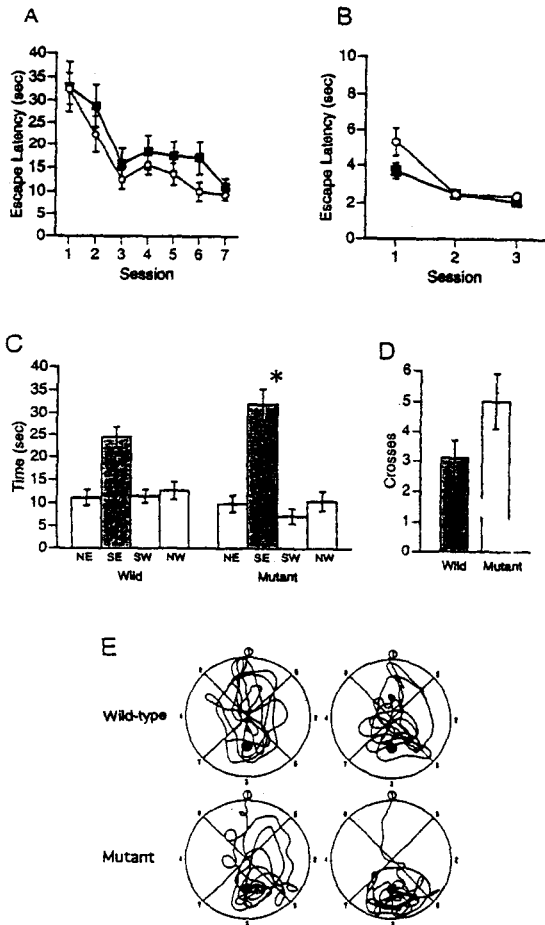 A
Escape Latency (sec)
40
35
30
25
20
15
10
5
0
1 2 3 4 5 6 7
Session
B
Escape Latency (sec)
10
8
6
4
2
0
1 2 3
Session
C
Time (sec)
40
35
30
25
20
15
10
5
0
NE SE SW NW NE SE SW NW
Wild Mutant
*
D
Crosses
6
5
4
3
2
1
0
Wild Mutant
E
Wild-type
Mutant